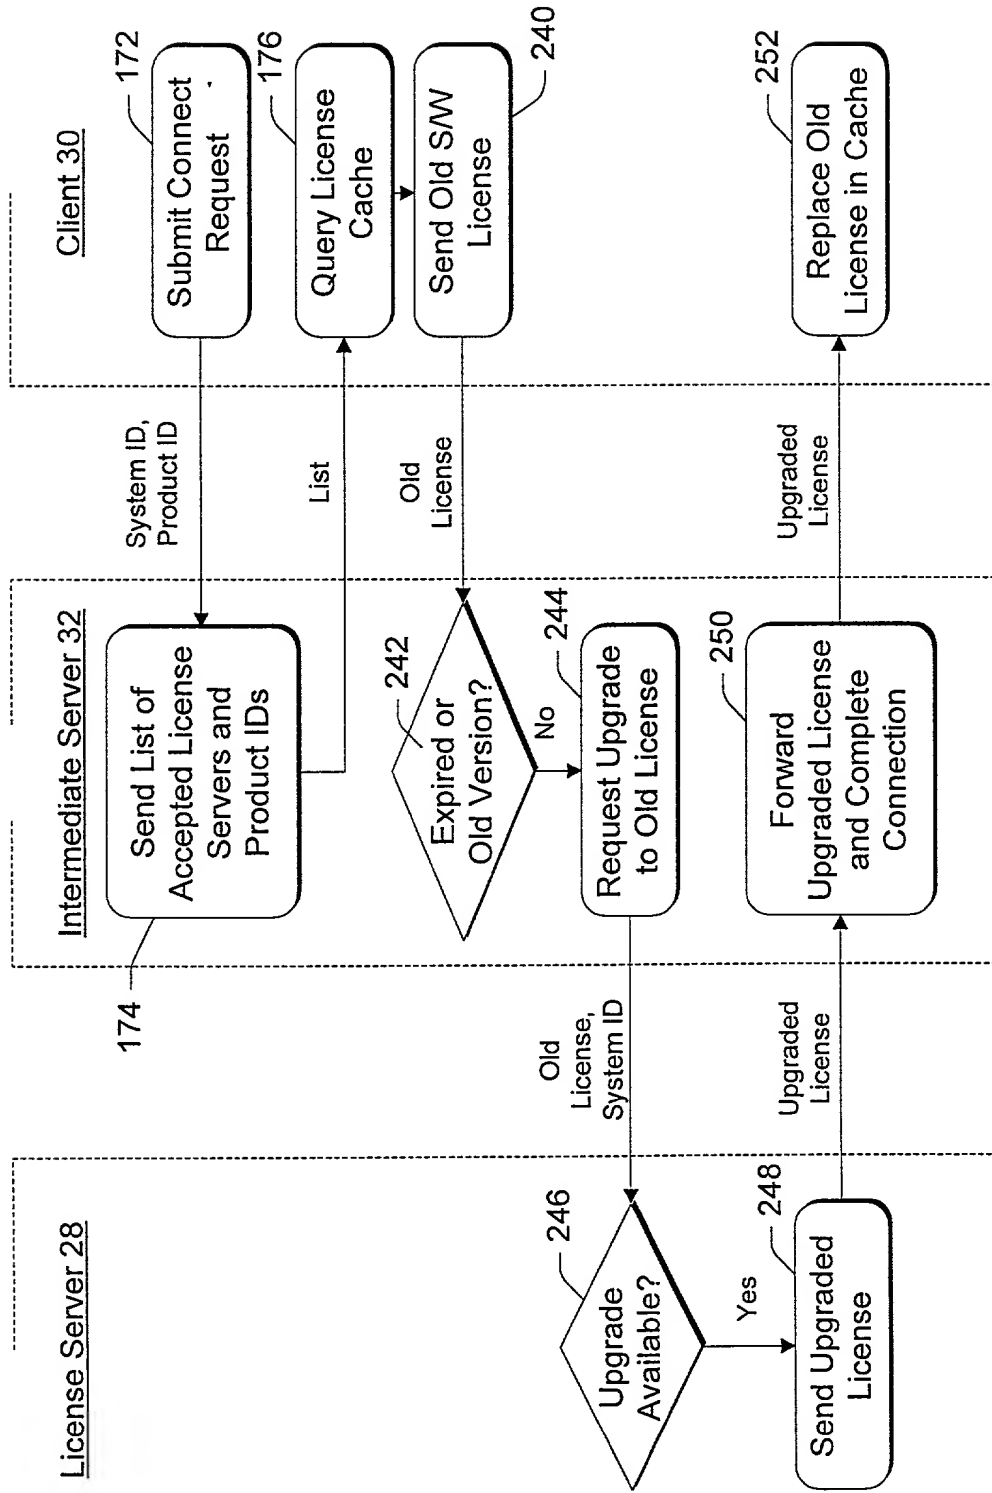 License Server 28
Intermediate Server 32
Client 30
172
Submit Connect
Request
System ID,
Product ID
174
Send List of
Accepted License
Servers and
Product IDs
List
176
Query License
Cache
240
Send Old S/W
License
Old
License
242
Expired or
Old Version?
No
244
Request Upgrade
to Old License
Old
License,
System ID
246
Upgrade
Available?
Yes
248
Send Upgraded
License
Upgraded
License
250
Forward
Upgraded License
and Complete
Connection
Upgraded
License
252
Replace Old
License in Cache